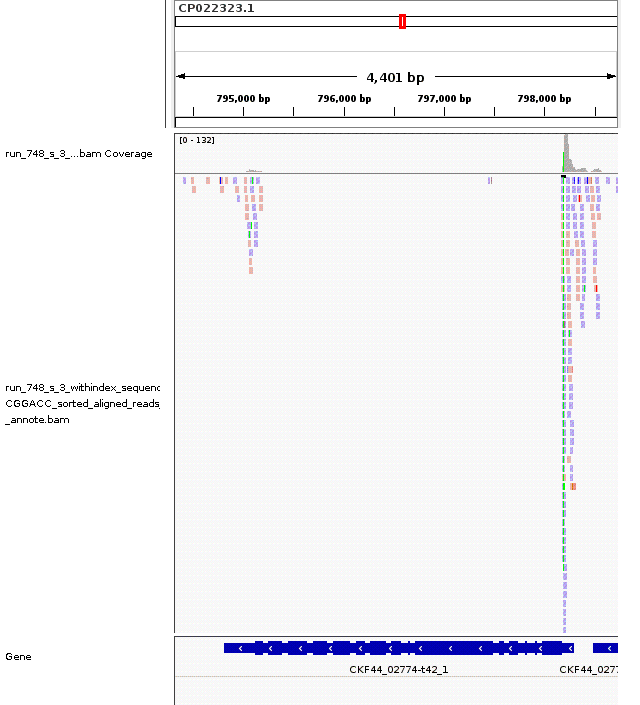 CP022323.1
4,401 bp
795,000 bp 796,000 bp 797,000 bp 798,000 bp
run_748_s_3_...bam Coverage
[0 - 132]
run_748_s_3_withindex_sequenc
CGGACC_sorted_aligned_reads_
_annote.bam
Gene
CKF44_02774-t42_1 CKF44_027